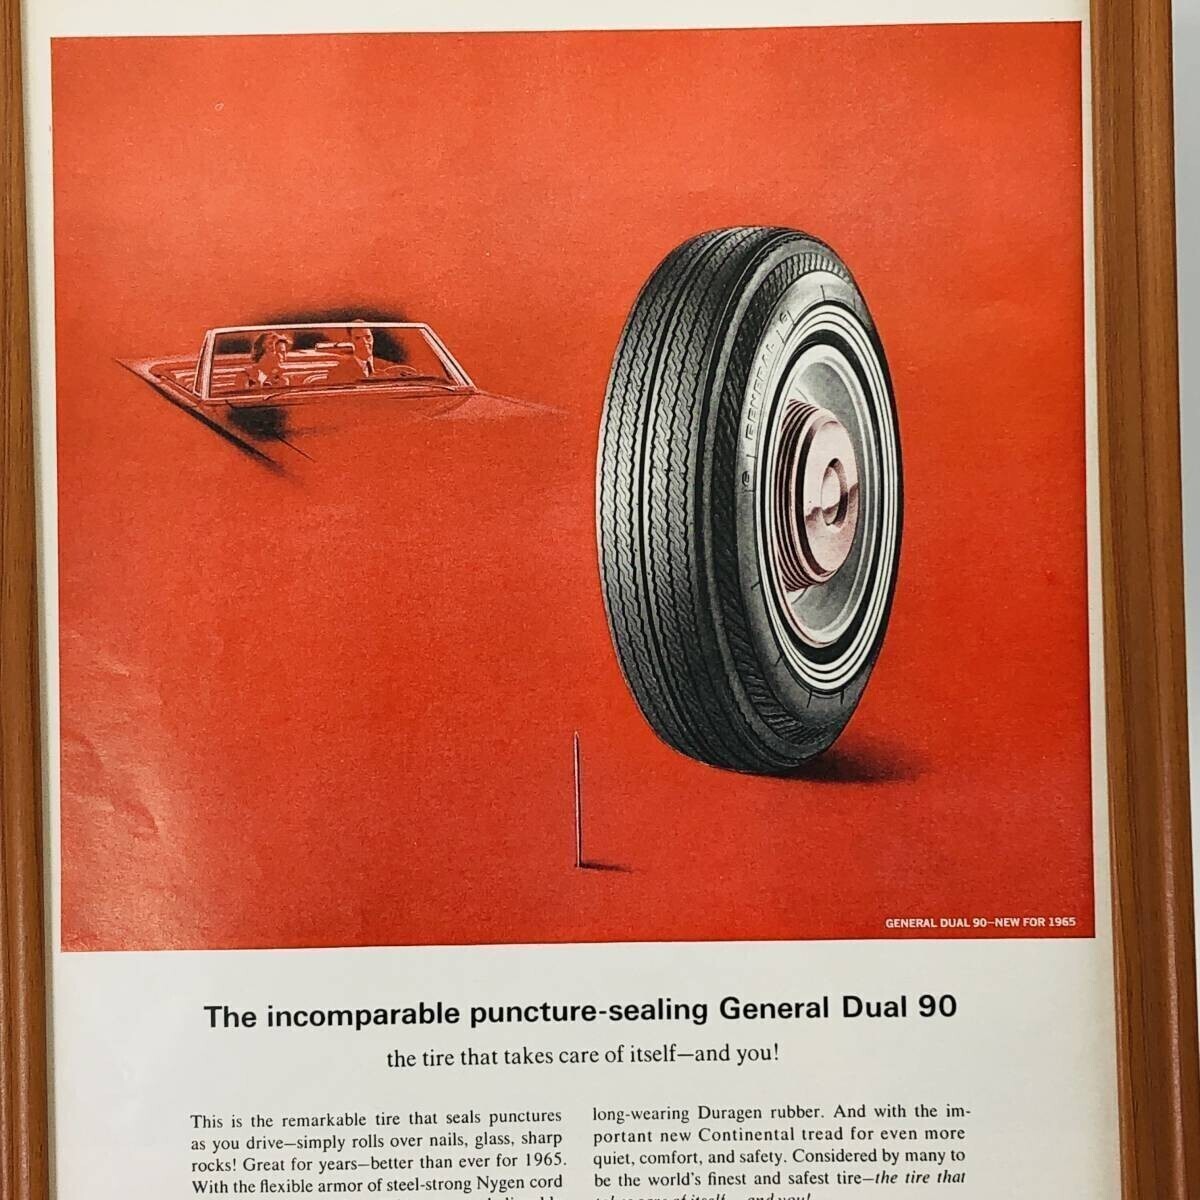 GENERAL
GENERAL DUAL 90—NEW FOR 1965
The incomparable puncture-sealing General Dual 90
the tire that takes care of itself—and you!
This is the remarkable tire that seals punctures
as you drive—simply rolls over nails, glass, sharp
rocks! Great for years—better than ever for 1965.
With the flexible armor of steel-strong Nygen cord
long-wearing Duragen rubber. And with the im-
portant new Continental tread for even more
quiet, comfort, and safety. Considered by many to
be the world's finest and safest tire—the tire that